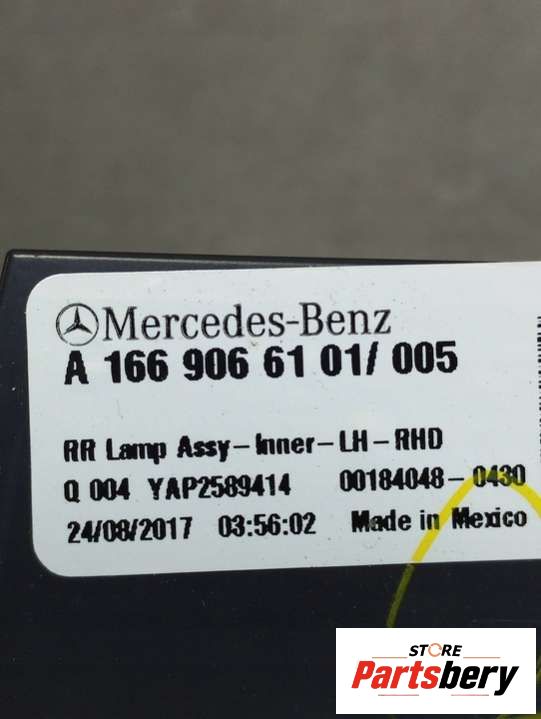 Mercedes-Benz
A 166 906 61 01/ 005
RR Lamp Assy-Inner-LH-RHD
Q 004 YAP2589414 00184048-0430
24/08/2017 03:56:02 Made in Mexico
STORE
Partsbery